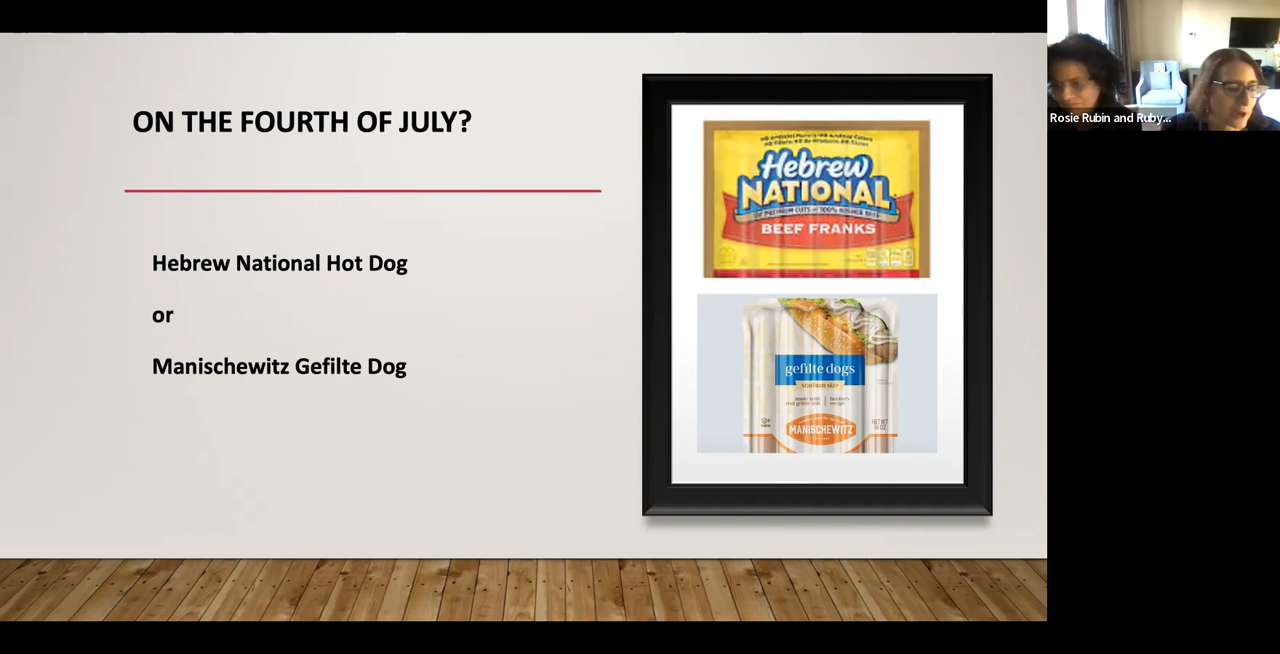 ON THE FOURTH OF JULY?
Hebrew National Hot Dog
or
Manischewitz Gefilte Dog
Hebrew
NATIONAL
BEEF FRANKS
gefilte dogs
MANISCHEWITZ
Rosie Rubin and Ruby...